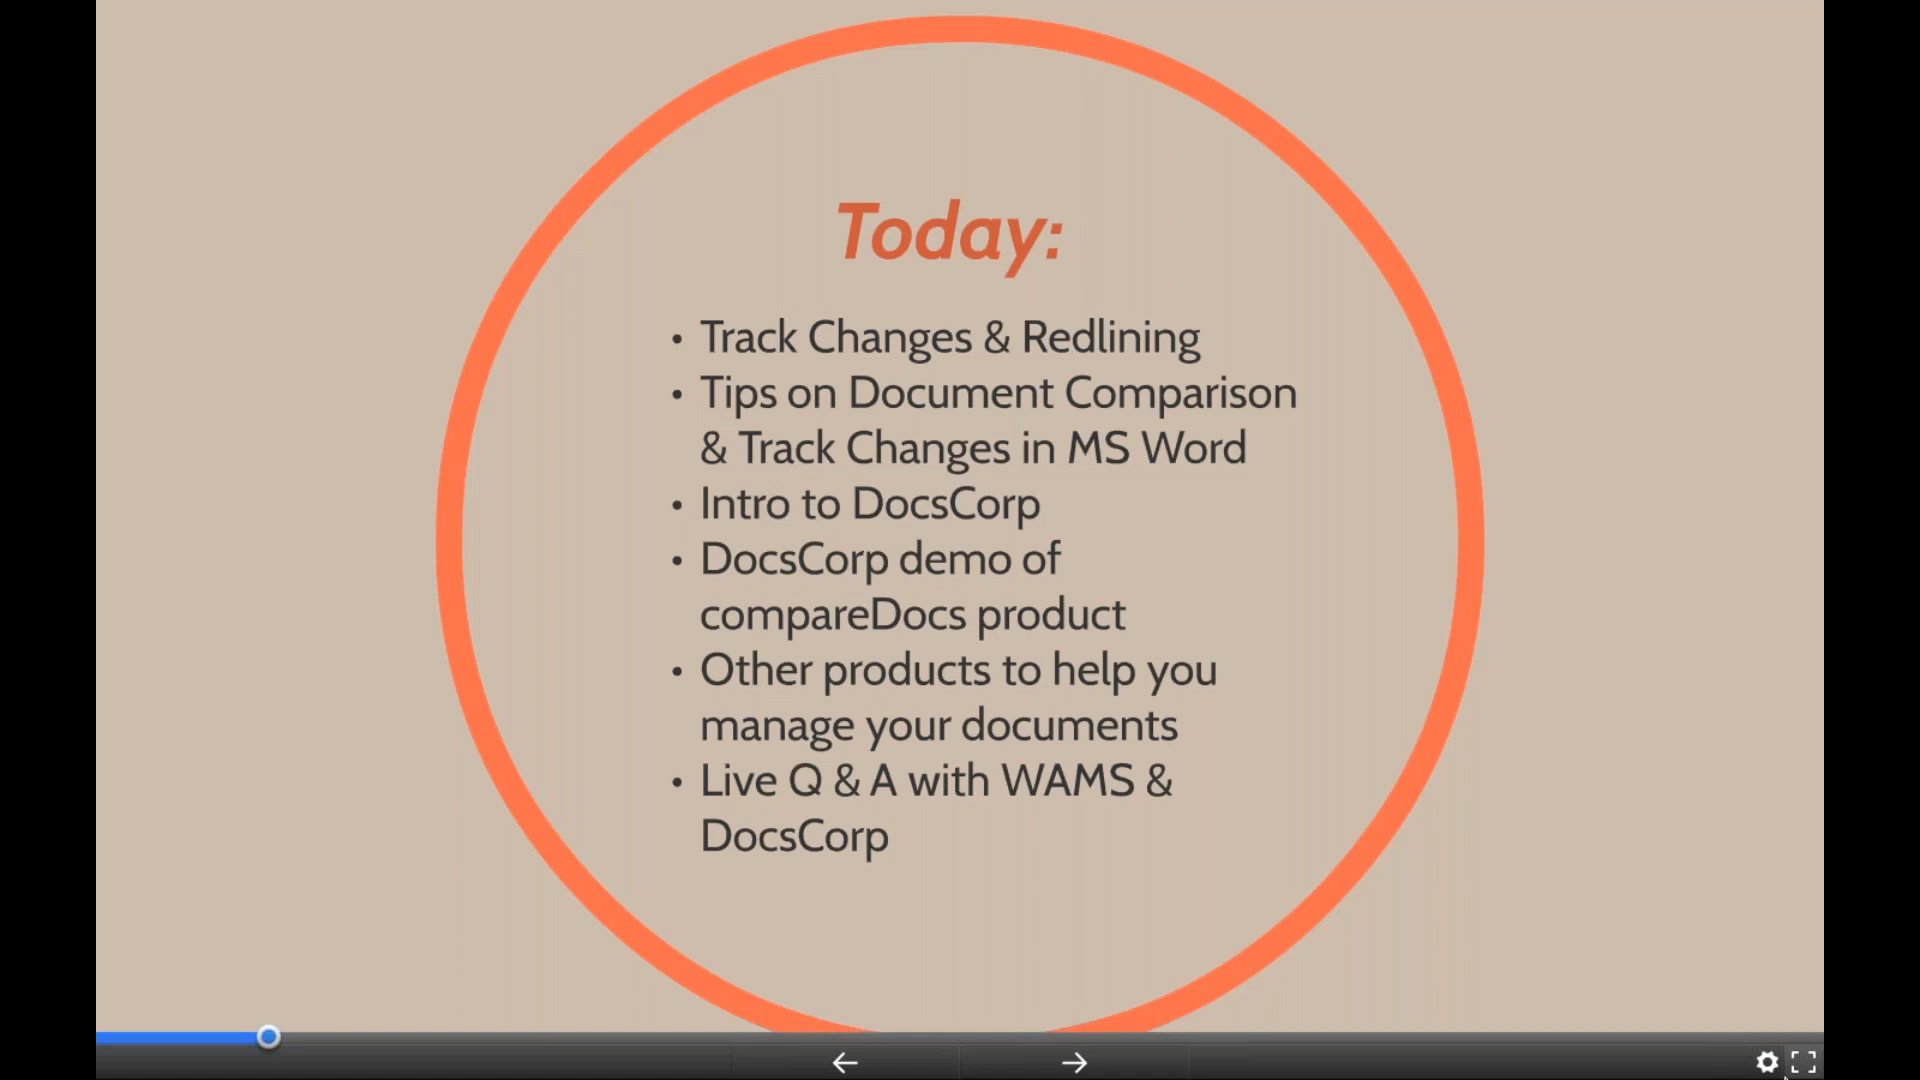 Today:
• Track Changes & Redlining
• Tips on Document Comparison
& Track Changes in MS Word
• Intro to DocsCorp
• DocsCorp demo of
compareDocs product
• Other products to help you
manage your documents
• Live Q & A with WAMS &
DocsCorp